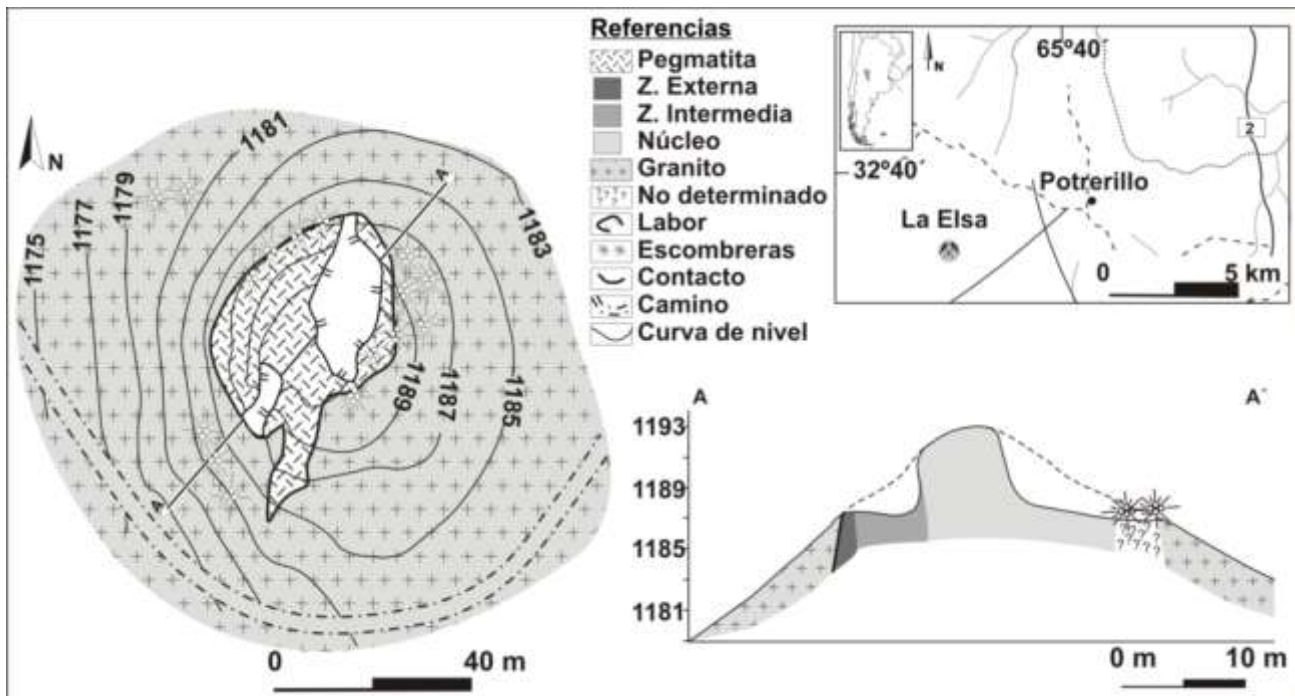 N
1181
1179
1177
1175
1183
1189
1187
1185
A
A´
0 40 m
Referencias
Pegmatita
Z. Externa
Z. Intermedia
Núcleo
Granito
No determinado
? ? ?
Labor
Escombreras
Contacto
Camino
Curva de nivel
N
65º40´
2
32º40´
Potrerillo
La Elsa
0 5 km
A A´
1193
1189
1185
1181
0 m 10 m